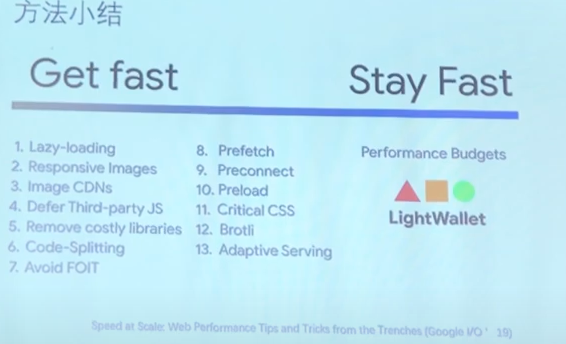 方法小结
Get fast
Stay Fast
1. Lazy-loading
2. Responsive Images
3. Image CDNs
4. Defer Third-party JS
5. Remove costly libraries
6. Code-Splitting
7. Avoid FOIT
8. Prefetch
9. Preconnect
10. Preload
11. Critical CSS
12. Brotli
13. Adaptive Serving
Performance Budgets
LightWallet
Speed at Scale: Web Performance Tips and Tricks from the Trenches (Google I/O ' 19)